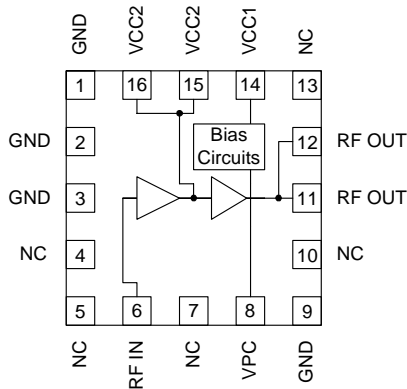 GND
VCC2
VCC2
VCC1
NC
1
16
15
14
13
GND
2
Bias
Circuits
12
RF OUT
GND
3
11
RF OUT
NC
4
10
NC
5
6
7
8
9
NC
RF IN
NC
VPC
GND